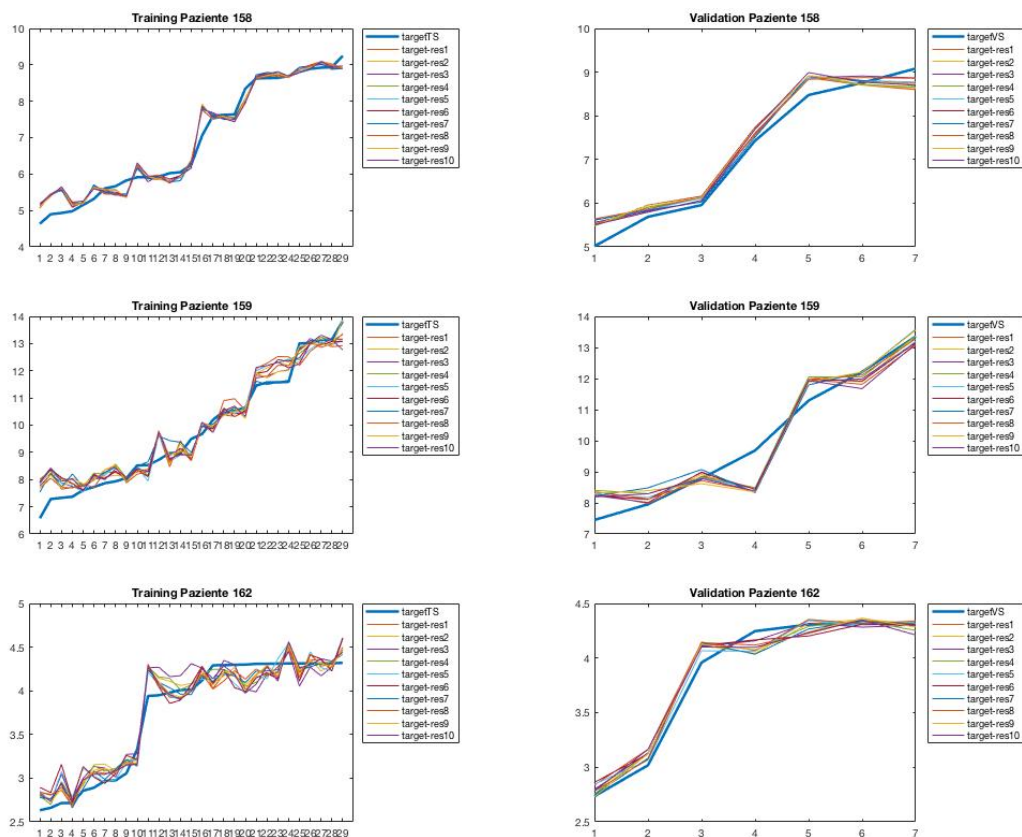 Training Paziente 158
10
9
8
7
6
5
4
1 2 3 4 5 6 7 8 9 10 11 12 13 14 15 16 17 18 19 20 21 22 23 24 25 26 27 28 29
targetTS
target-res1
target-res2
target-res3
target-res4
target-res5
target-res6
target-res7
target-res8
target-res9
target-res10
Validation Paziente 158
10
9
8
7
6
5
1 2 3 4 5 6 7
targetVS
target-res1
target-res2
target-res3
target-res4
target-res5
target-res6
target-res7
target-res8
target-res9
target-res10
Training Paziente 159
14
13
12
11
10
9
8
7
6
1 2 3 4 5 6 7 8 9 10 11 12 13 14 15 16 17 18 19 20 21 22 23 24 25 26 27 28 29
targetTS
target-res1
target-res2
target-res3
target-res4
target-res5
target-res6
target-res7
target-res8
target-res9
target-res10
Validation Paziente 159
14
13
12
11
10
9
8
7
1 2 3 4 5 6 7
targetVS
target-res1
target-res2
target-res3
target-res4
target-res5
target-res6
target-res7
target-res8
target-res9
target-res10
Training Paziente 162
5
4.5
4
3.5
3
2.5
1 2 3 4 5 6 7 8 9 10 11 12 13 14 15 16 17 18 19 20 21 22 23 24 25 26 27 28 29
targetTS
target-res1
target-res2
target-res3
target-res4
target-res5
target-res6
target-res7
target-res8
target-res9
target-res10
Validation Paziente 162
4.5
4
3.5
3
2.5
1 2 3 4 5 6 7
targetVS
target-res1
target-res2
target-res3
target-res4
target-res5
target-res6
target-res7
target-res8
target-res9
target-res10